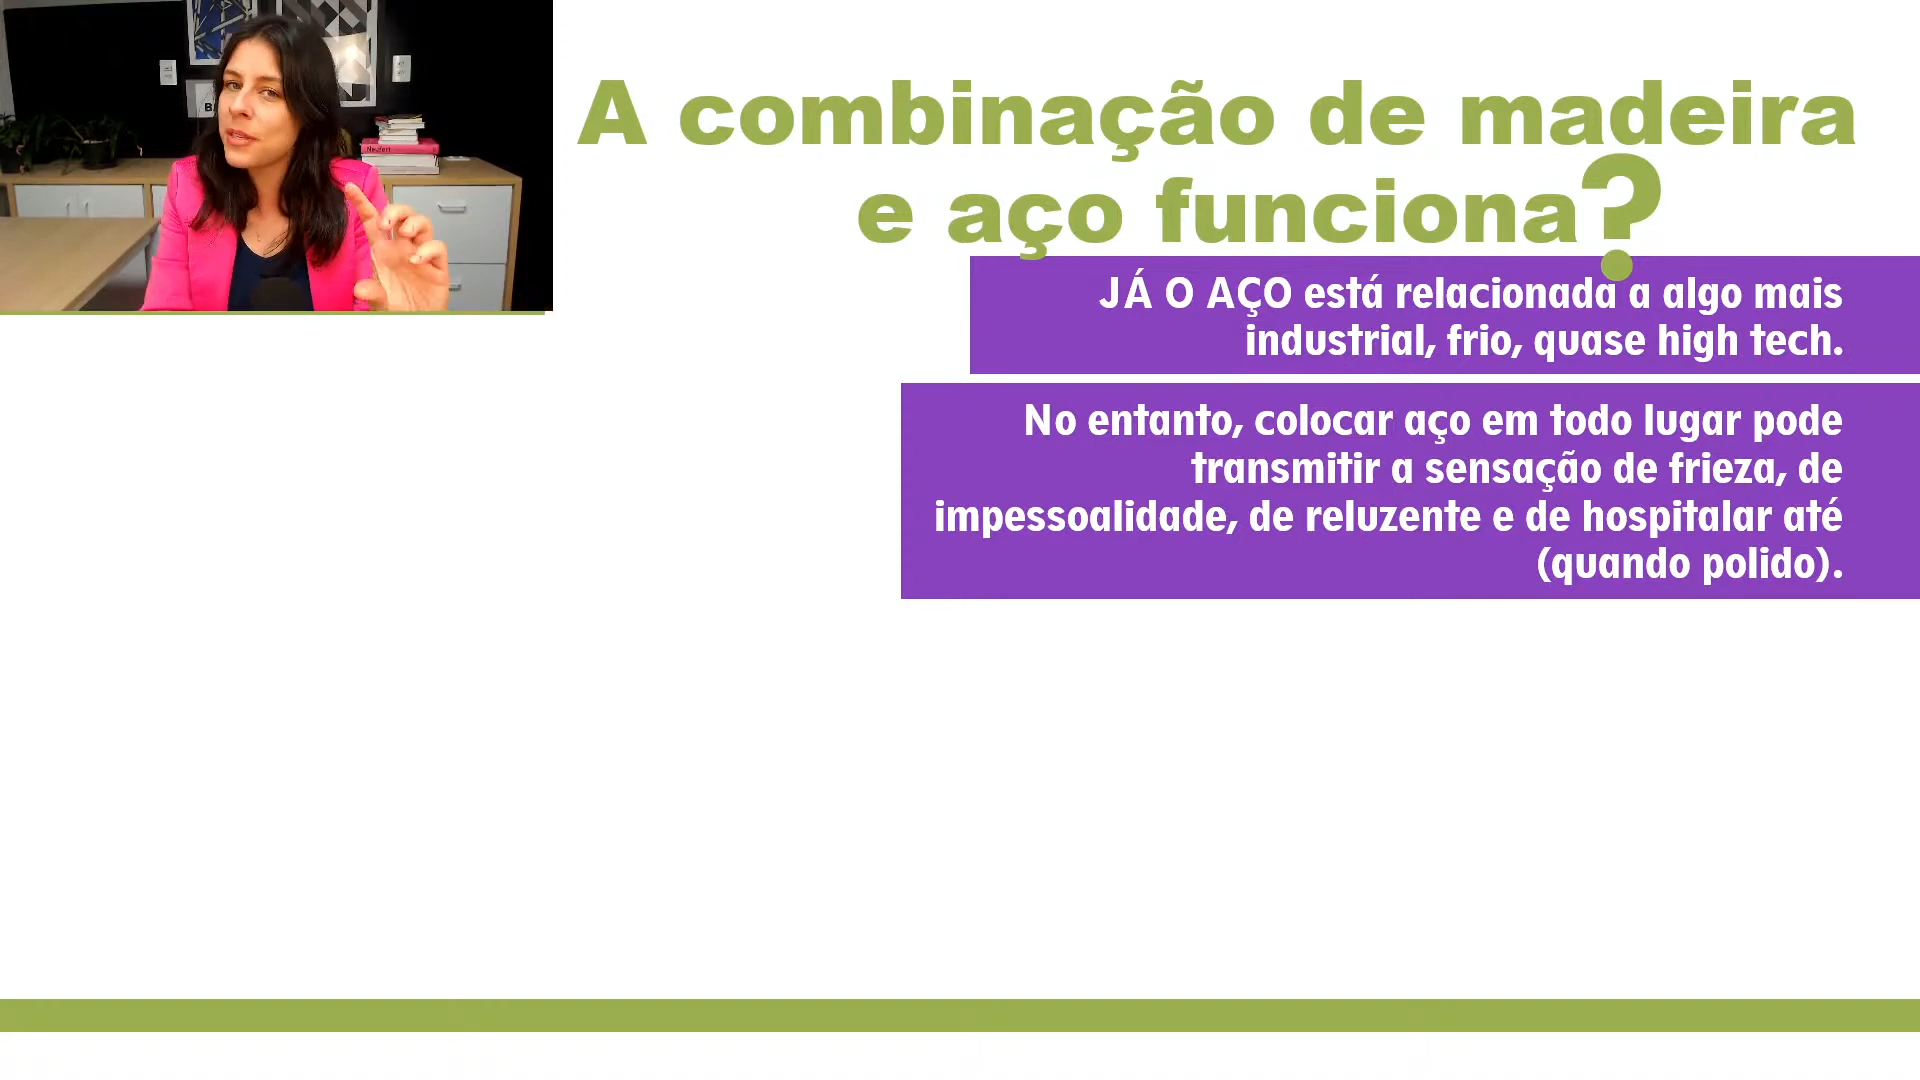 A combinação de madeira
e aço funciona?
JÁ O AÇO está relacionada a algo mais
industrial, frio, quase high tech.
No entanto, colocar aço em todo lugar pode
transmitir a sensação de frieza, de
impessoalidade, de reluzente e de hospitalar até
(quando polido).
Neufert